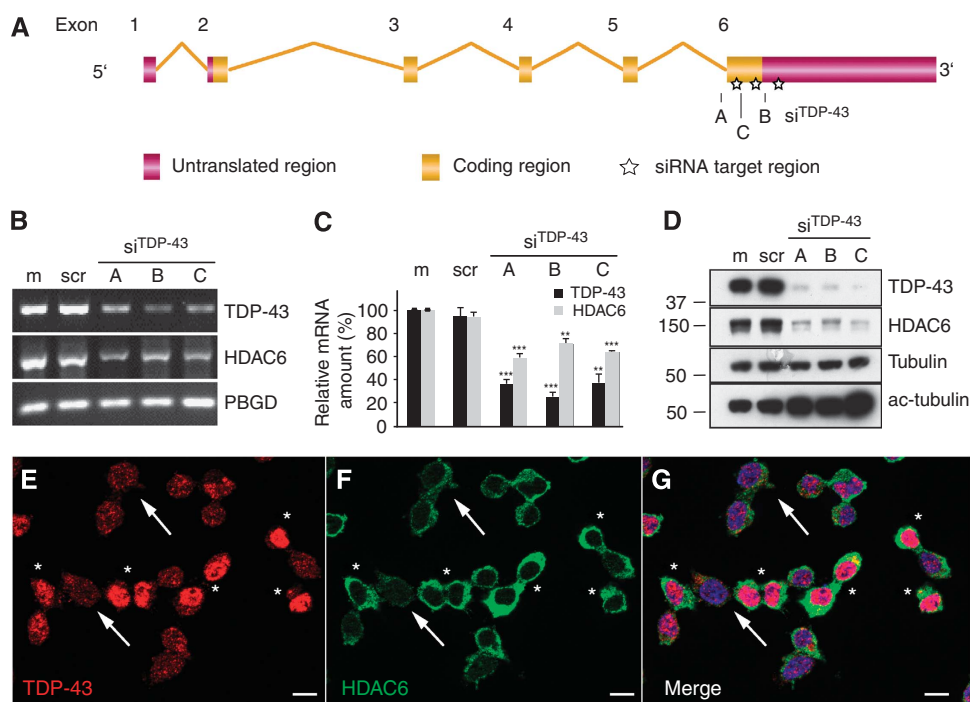 A
Exon 1 2 3 4 5 6
5‘ 3‘
A C B siTDP-43
Untranslated region Coding region siRNA target region
B
siTDP-43
m scr A B C
TDP-43
HDAC6
PBGD
C
siTDP-43
m scr A B C
TDP-43
HDAC6
Relative mRNA
amount (%)
100
80
60
40
20
0
*** *** *** ** ** ***
D
siTDP-43
m scr A B C
37 TDP-43
150 HDAC6
50 Tubulin
50 ac-tubulin
E F G
* * * * *
* * * * *
* * * * *
TDP-43 HDAC6 Merge